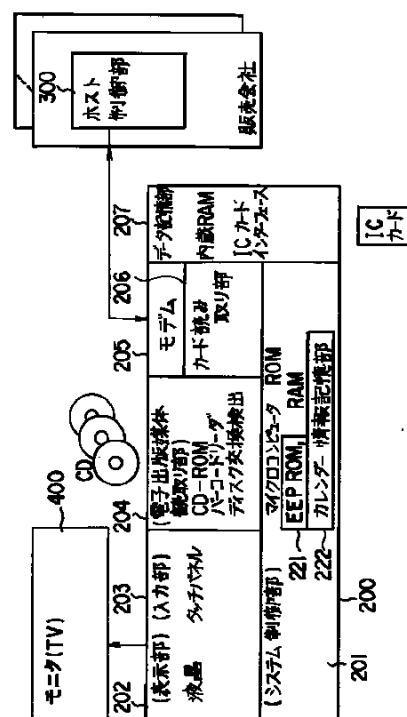 モニタ(TV)
400
CD
300
ホスト
制御部
販売会社
202
(表示部)
液晶
203
(入力部)
タッチパネル
204
(電子出版媒体
読取り部)
CD-ROM
バーコードリーダ
ディスク交換検出
205
モデム
206
カード読み
取り部
207
データ記憶部
内蔵RAM
ICカード
インターフェース
(システム制御部)
マイクロコンピュータ ROM
EEPROM, RAM
カレンダー情報記憶部
221
222
201
200
IC
カード